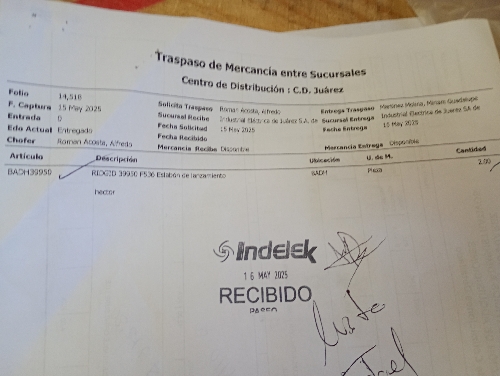 Traspaso de Mercancía entre Sucursales
Centro de Distribución : C.D. Juárez
Folio 14,518
F. Captura 15 May 2025 Solicita Traspaso Roman Acosta, Alfredo Entrega Traspaso Martinez Molina, Miriam Guadalupe
Entrada 0 Sucursal Recibe Industrial Eléctrica de Juárez S.A. de Sucursal Entrega Industrial Eléctrica de Juárez SA de
Edo Actual Entregado Fecha Solicitud 15 May 2025 Fecha Entrega 15 May 2025
Chofer Roman Acosta, Alfredo Fecha Recibido
Mercancía Recibe Disponible Mercancía Entrega Disponible
Artículo Descripción Ubicación U. de M. Cantidad
BADH39950 RIDGID 39950 F536 Eslabón de lanzamiento BADH Pieza 2.00
hector
Indelek
16 MAY 2025
RECIBIDO